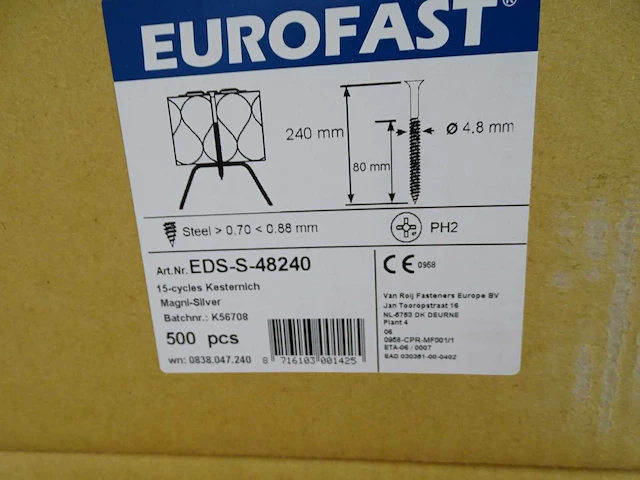 EUROFAST®
240 mm
80 mm
Ø 4.8 mm
Steel > 0.70 < 0.88 mm
PH2
Art.Nr. EDS-S-48240
15-cycles Kesternich
Magni-Silver
Batchnr.: K56708
500 pcs
wn: 0838.047.240
8 716103 001425
CE 0958
Van Roij Fasteners Europe BV
Jan Tooropstraat 16
NL-5753 DK DEURNE
Plant 4
06
0958-CPR-MF001/1
ETA-06 / 0007
EAD 030351-00-0402